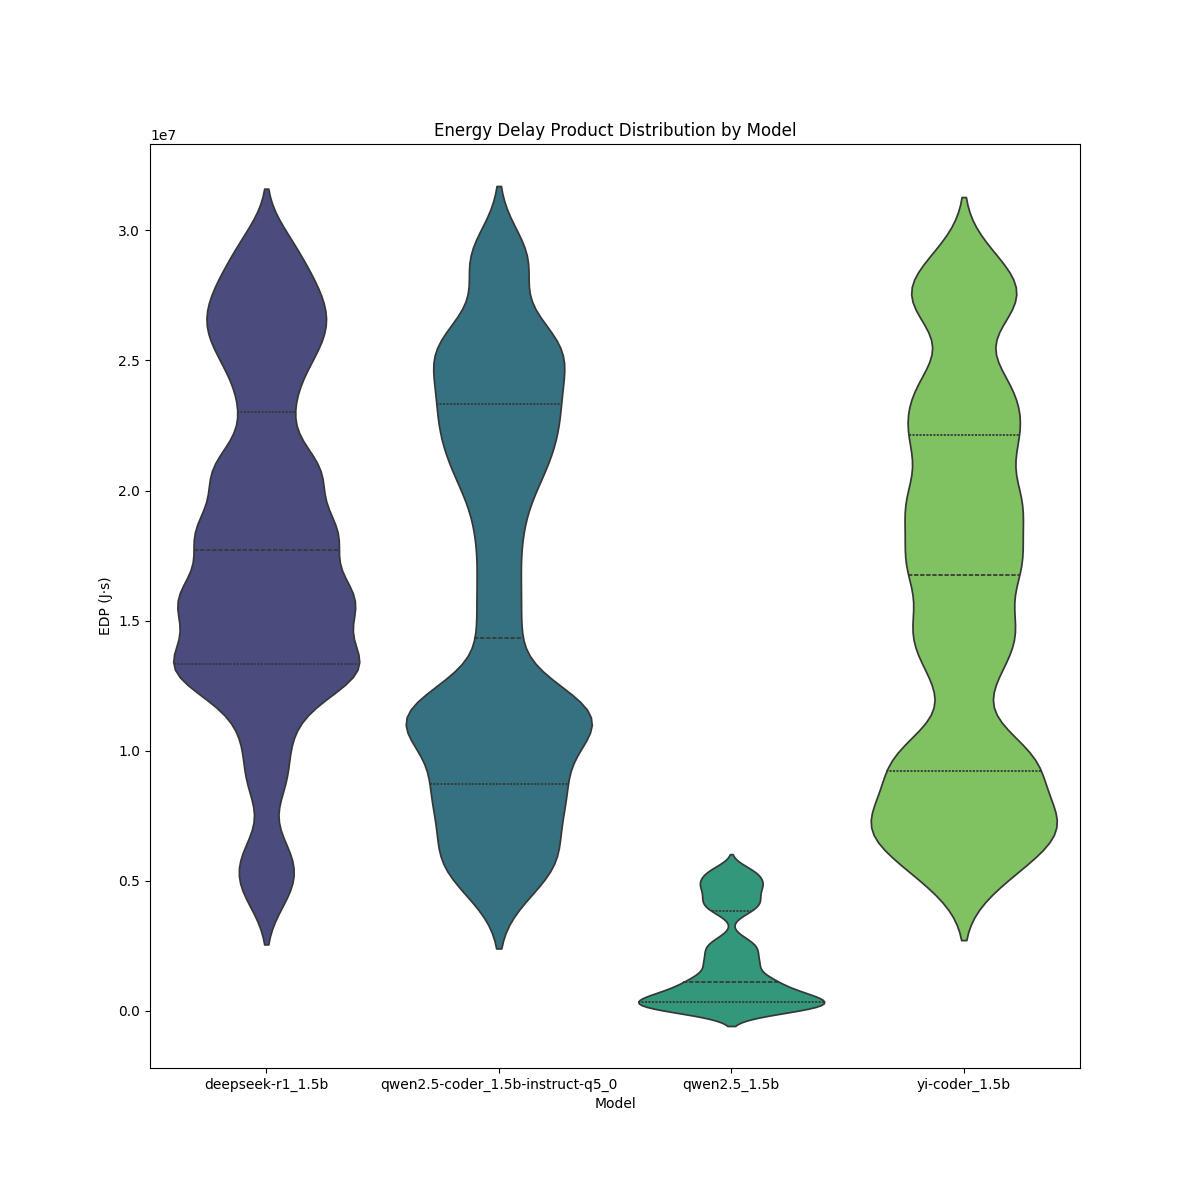 Energy Delay Product Distribution by Model
1e7
3.0
2.5
2.0
1.5
1.0
0.5
0.0
EDP (J·s)
deepseek-r1_1.5b
qwen2.5-coder_1.5b-instruct-q5_0
qwen2.5_1.5b
yi-coder_1.5b
Model